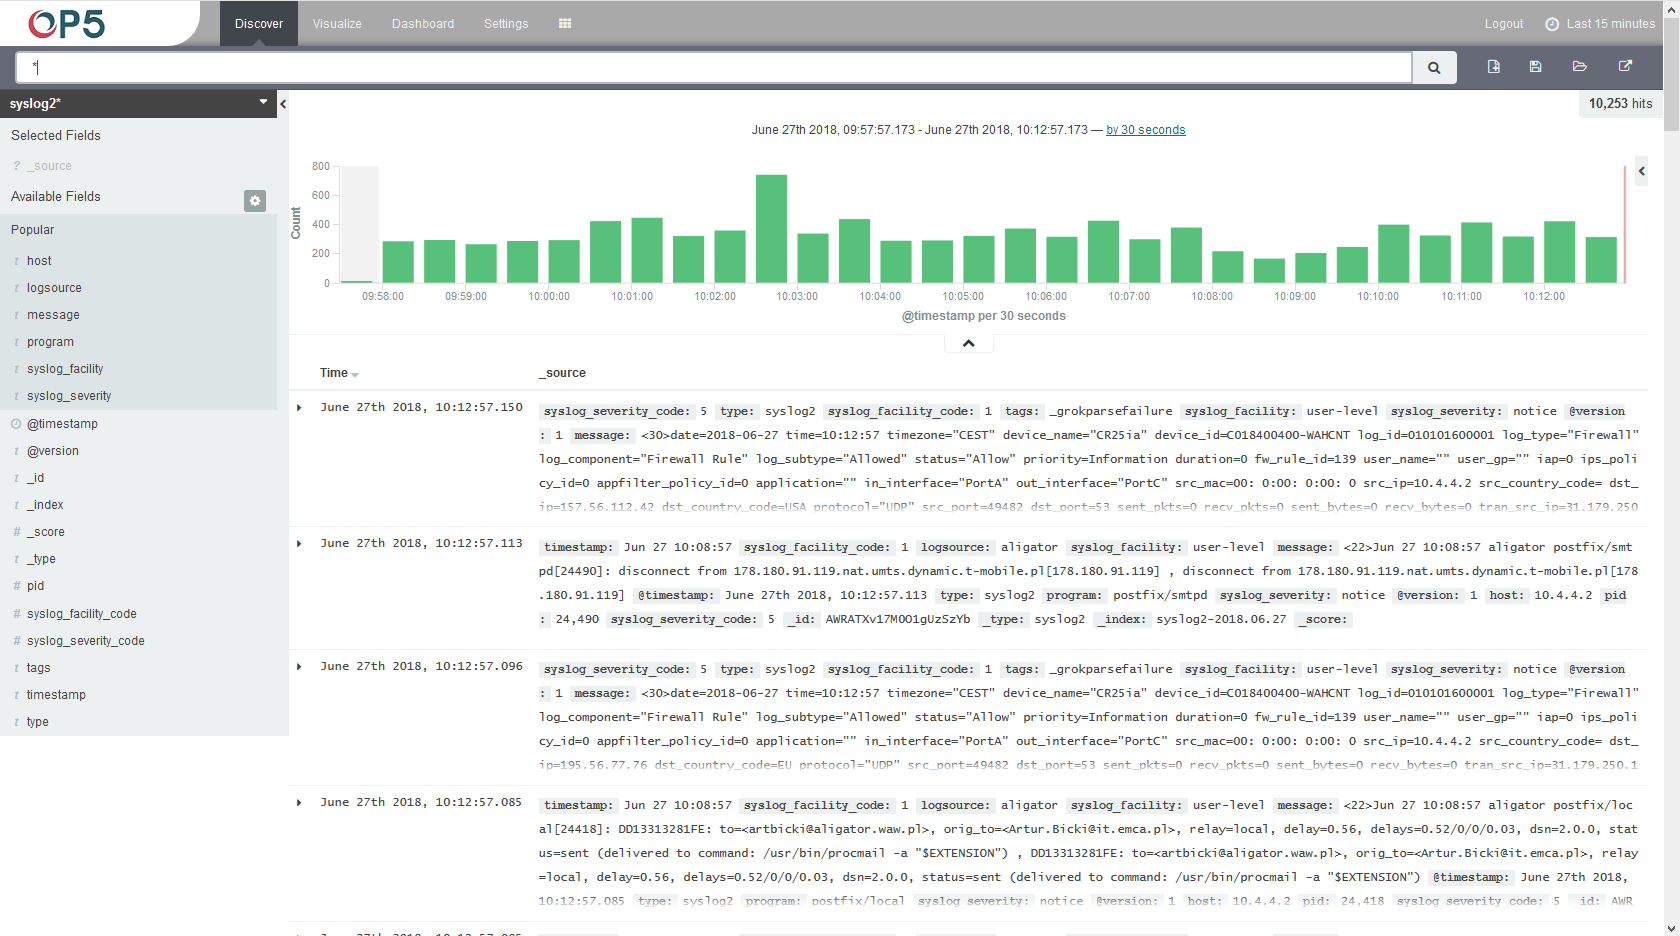 OP5
Discover
Visualize
Dashboard
Settings
Logout
Last 15 minutes
*
syslog2*
10,253 hits
Selected Fields
? _source
Available Fields
Popular
t host
t logsource
t message
t program
t syslog_facility
t syslog_severity
@timestamp
t @version
t _id
t _index
# _score
t _type
# pid
# syslog_facility_code
# syslog_severity_code
t tags
t timestamp
t type
June 27th 2018, 09:57:57.173 - June 27th 2018, 10:12:57.173 — by 30 seconds
Count
800
600
400
200
0
09:58:00 09:59:00 10:00:00 10:01:00 10:02:00 10:03:00 10:04:00 10:05:00 10:06:00 10:07:00 10:08:00 10:09:00 10:10:00 10:11:00 10:12:00
@timestamp per 30 seconds
Time _source
June 27th 2018, 10:12:57.150
syslog_severity_code: 5 type: syslog2 syslog_facility_code: 1 tags: _grokparsefailure syslog_facility: user-level syslog_severity: notice @version
: 1 message: <30>date=2018-06-27 time=10:12:57 timezone="CEST" device_name="CR25ia" device_id=C018400400-WAHCNT log_id=010101600001 log_type="Firewall"
log_component="Firewall Rule" log_subtype="Allowed" status="Allow" priority=Information duration=0 fw_rule_id=139 user_name="" user_gp="" iap=0 ips_poli
cy_id=0 appfilter_policy_id=0 application="" in_interface="PortA" out_interface="PortC" src_mac=00: 0:00: 0:00: 0 src_ip=10.4.4.2 src_country_code= dst_
ip=157.56.112.42 dst_country_code=USA protocol="UDP" src_port=49482 dst_port=53 sent_pkts=0 recv_pkts=0 sent_bytes=0 recv_bytes=0 tran_src_ip=31.179.250
June 27th 2018, 10:12:57.113
timestamp: Jun 27 10:08:57 syslog_facility_code: 1 logsource: aligator syslog_facility: user-level message: <22>Jun 27 10:08:57 aligator postfix/smt
pd[24490]: disconnect from 178.180.91.119.nat.umts.dynamic.t-mobile.pl[178.180.91.119] , disconnect from 178.180.91.119.nat.umts.dynamic.t-mobile.pl[178
.180.91.119] @timestamp: June 27th 2018, 10:12:57.113 type: syslog2 program: postfix/smtpd syslog_severity: notice @version: 1 host: 10.4.4.2 pid
: 24,490 syslog_severity_code: 5 _id: AWRATXv17MOO1gUzSzYb _type: syslog2 _index: syslog2-2018.06.27 _score:
June 27th 2018, 10:12:57.096
syslog_severity_code: 5 type: syslog2 syslog_facility_code: 1 tags: _grokparsefailure syslog_facility: user-level syslog_severity: notice @version
: 1 message: <30>date=2018-06-27 time=10:12:57 timezone="CEST" device_name="CR25ia" device_id=C018400400-WAHCNT log_id=010101600001 log_type="Firewall"
log_component="Firewall Rule" log_subtype="Allowed" status="Allow" priority=Information duration=0 fw_rule_id=139 user_name="" user_gp="" iap=0 ips_poli
cy_id=0 appfilter_policy_id=0 application="" in_interface="PortA" out_interface="PortC" src_mac=00: 0:00: 0:00: 0 src_ip=10.4.4.2 src_country_code= dst_
ip=195.56.77.76 dst_country_code=EU protocol="UDP" src_port=49482 dst_port=53 sent_pkts=0 recv_pkts=0 sent_bytes=0 recv_bytes=0 tran_src_ip=31.179.250.1
June 27th 2018, 10:12:57.085
timestamp: Jun 27 10:08:57 syslog_facility_code: 1 logsource: aligator syslog_facility: user-level message: <22>Jun 27 10:08:57 aligator postfix/loc
al[24418]: DD13313281FE: to=<artbicki@aligator.waw.pl>, orig_to=<Artur.Bicki@it.emca.pl>, relay=local, delay=0.56, delays=0.52/0/0/0.03, dsn=2.0.0, stat
us=sent (delivered to command: /usr/bin/procmail -a "$EXTENSION") , DD13313281FE: to=<artbicki@aligator.waw.pl>, orig_to=<Artur.Bicki@it.emca.pl>, relay
=local, delay=0.56, delays=0.52/0/0/0.03, dsn=2.0.0, status=sent (delivered to command: /usr/bin/procmail -a "$EXTENSION") @timestamp: June 27th 2018,
10:12:57.085 type: syslog2 program: postfix/local syslog_severity: notice @version: 1 host: 10.4.4.2 pid: 24,418 syslog_severity_code: 5 _id: AWR